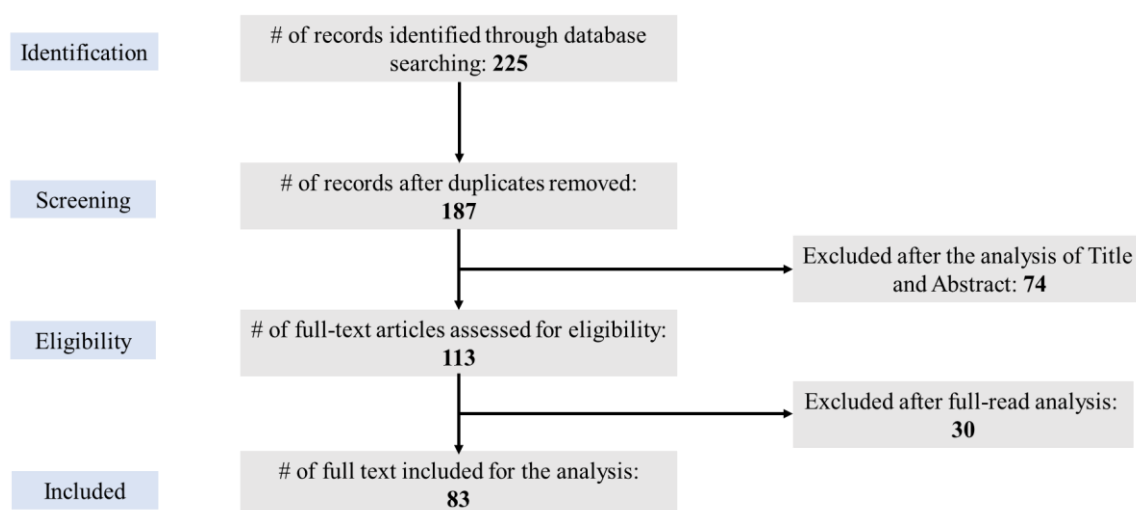 Identification
# of records identified through database
searching: 225
Screening
# of records after duplicates removed:
187
Excluded after the analysis of Title
and Abstract: 74
Eligibility
# of full-text articles assessed for eligibility:
113
Excluded after full-read analysis:
30
Included
# of full text included for the analysis:
83